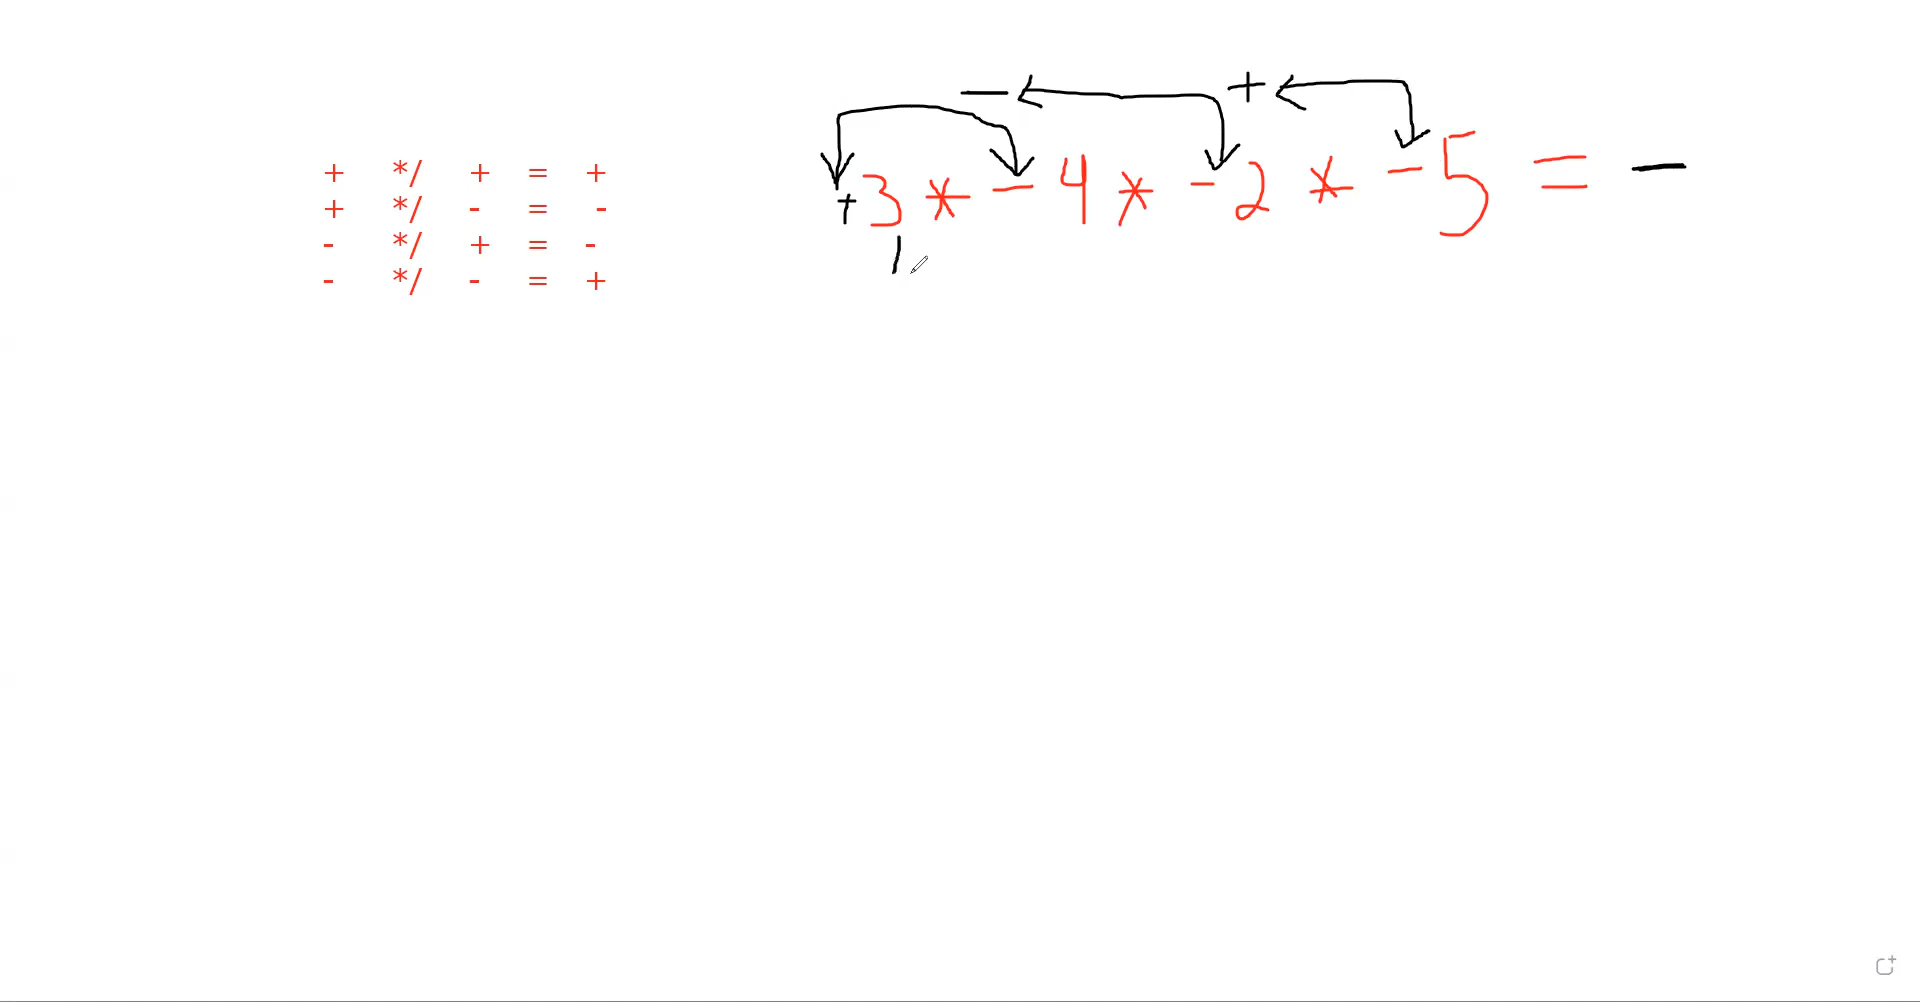 - +
+ */ + = +
+ */ - = -
- */ + = -
- */ - = +
+3 * -4 * -2 * -5 = -